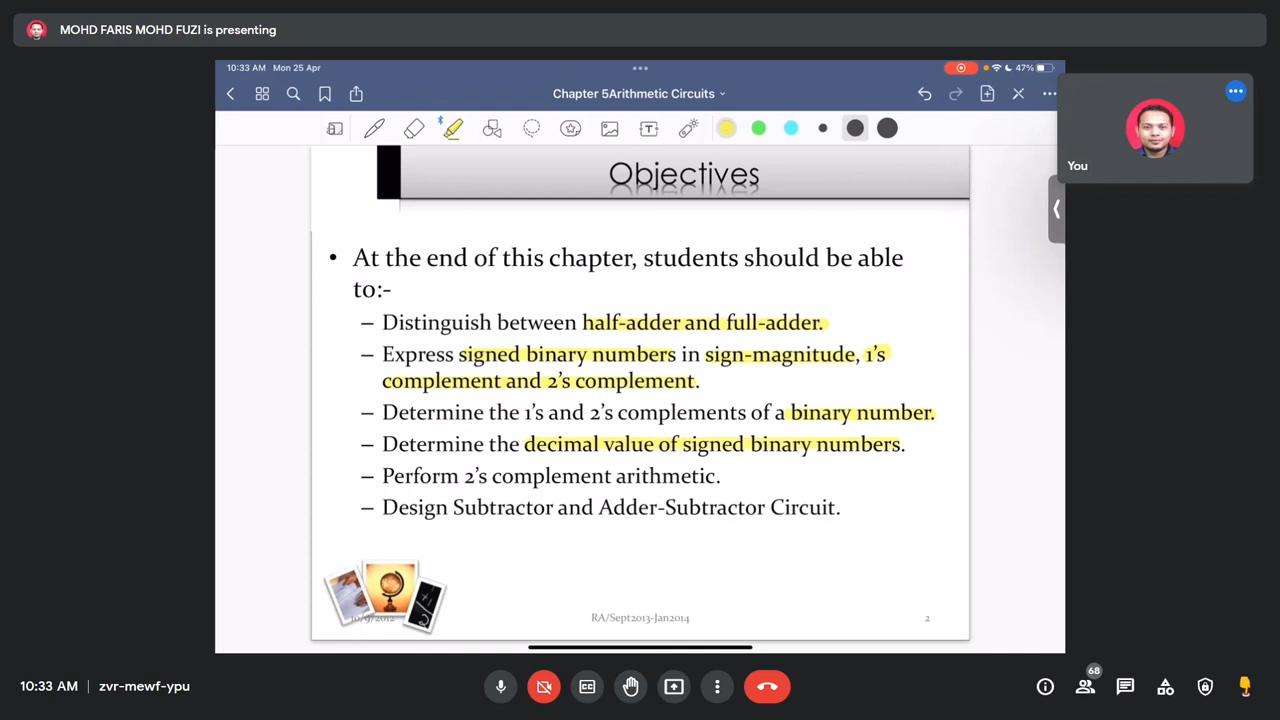 MOHD FARIS MOHD FUZI is presenting
10:33 AM Mon 25 Apr
47%
Chapter 5Arithmetic Circuits
You
Objectives
• At the end of this chapter, students should be able
to:-
– Distinguish between half-adder and full-adder.
– Express signed binary numbers in sign-magnitude, 1's
complement and 2's complement.
– Determine the 1's and 2's complements of a binary number.
– Determine the decimal value of signed binary numbers.
– Perform 2's complement arithmetic.
– Design Subtractor and Adder-Subtractor Circuit.
10/9/2012
RA/Sept2013-Jan2014
2
10:33 AM | zvr-mewf-ypu
68